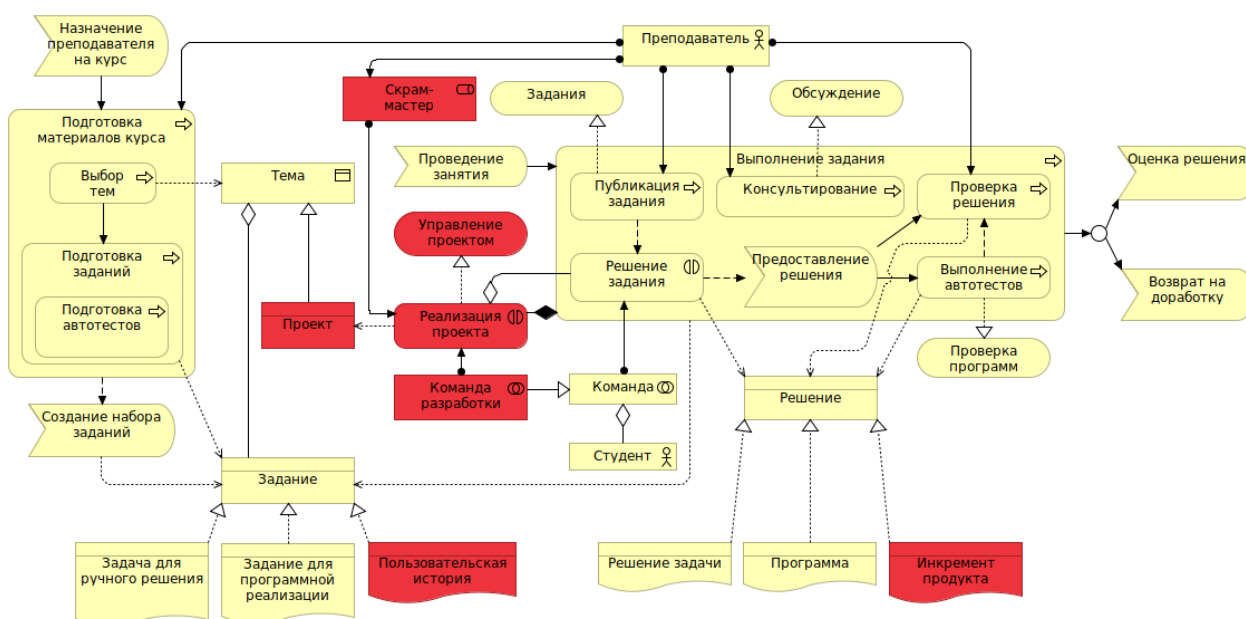 Назначение
преподавателя
на курс
Преподаватель
Скрам-
мастер
Задания
Обсуждение
Подготовка
материалов курса
Выбор
тем
Тема
Проведение
занятия
Выполнение задания
Оценка решения
Публикация
задания
Консультирование
Проверка
решения
Управление
проектом
Подготовка
заданий
Решение
задания
Предоставление
решения
Выполнение
автотестов
Возврат на
доработку
Подготовка
автотестов
Проект
Реализация
проекта
Проверка
программ
Команда
разработки
Команда
Решение
Создание набора
заданий
Студент
Задание
Задача для
ручного решения
Задание для
программной
реализации
Пользовательская
история
Решение задачи
Программа
Инкремент
продукта